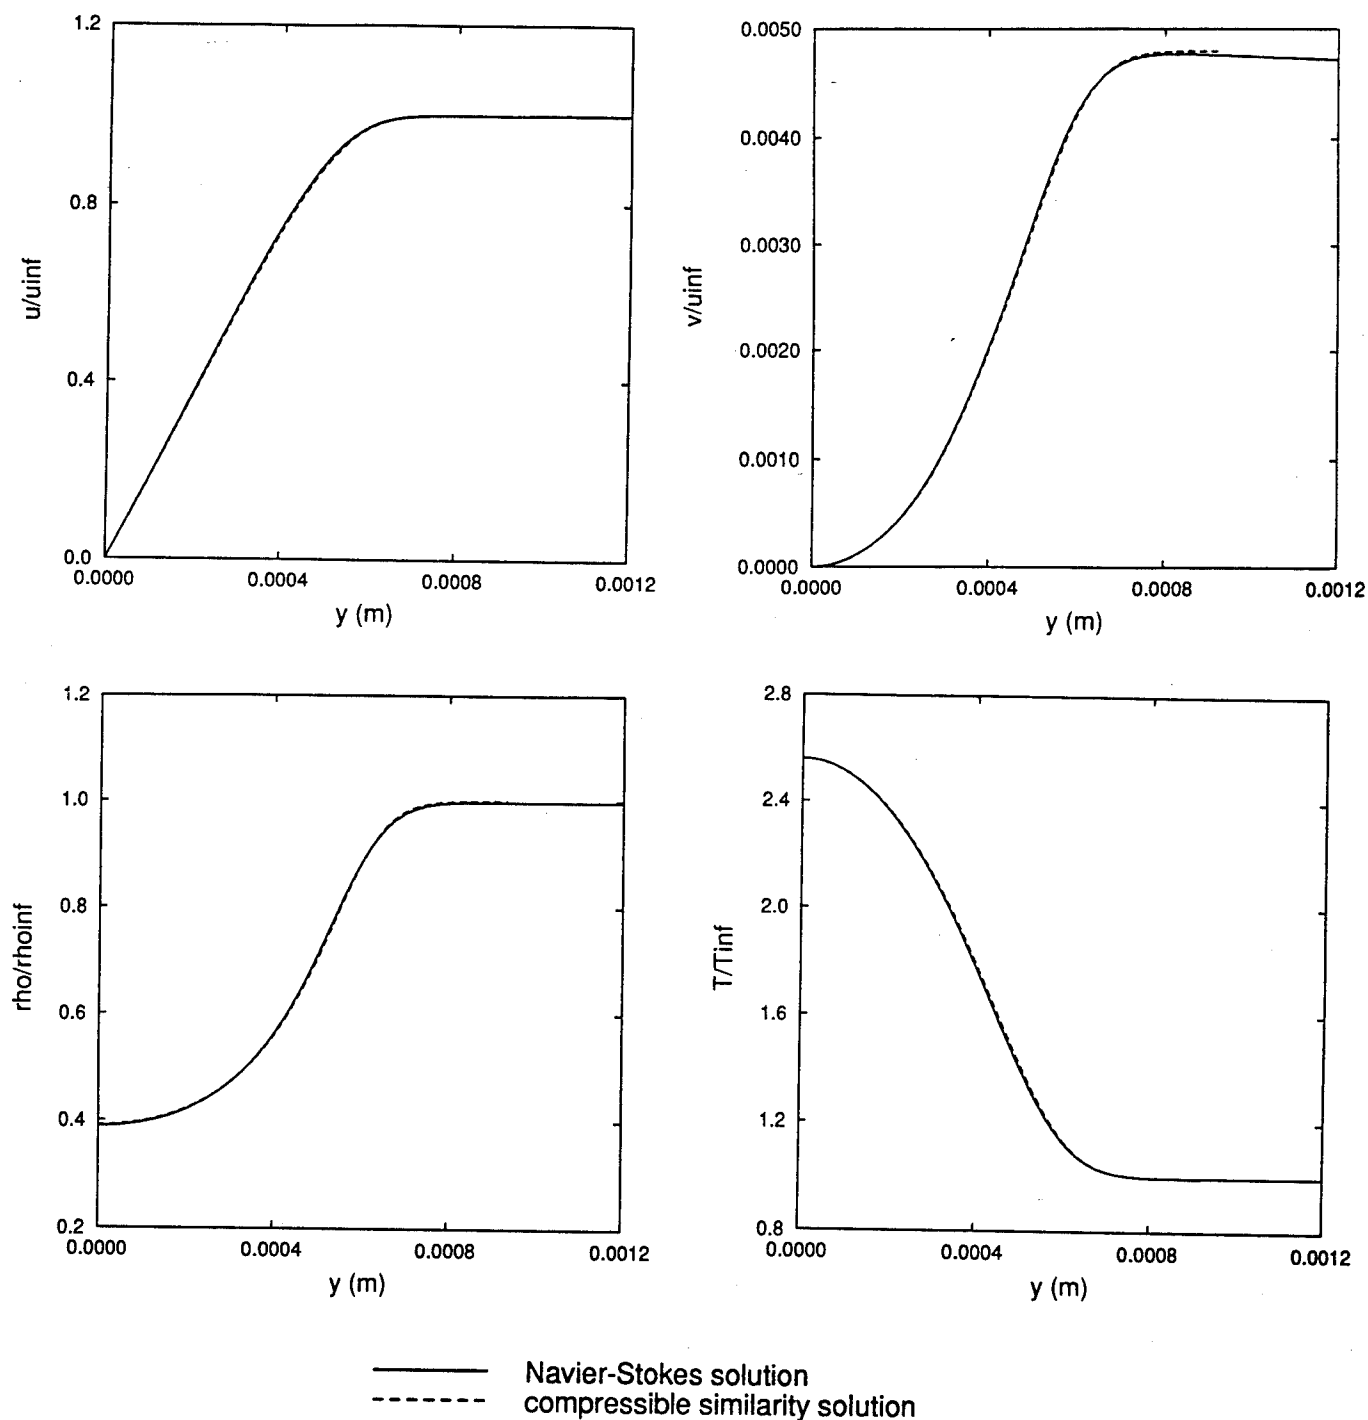 1.2
0.8
0.4
0.0
u/uinf
0.0000 0.0004 0.0008 0.0012
y (m)
0.0050
0.0040
0.0030
0.0020
0.0010
0.0000
v/uinf
0.0000 0.0004 0.0008 0.0012
y (m)
1.2
1.0
0.8
0.6
0.4
0.2
rho/rhoinf
0.0000 0.0004 0.0008 0.0012
y (m)
2.8
2.4
2.0
1.6
1.2
0.8
T/Tinf
0.0000 0.0004 0.0008 0.0012
y (m)
Navier-Stokes solution
compressible similarity solution